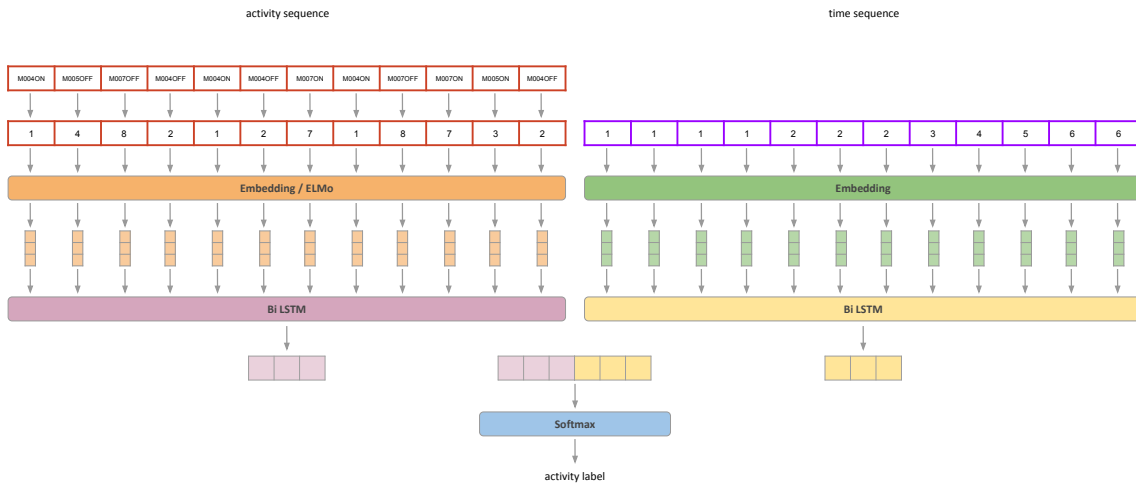 activity sequence
time sequence
M004ON M005OFF M007OFF M004OFF M004ON M004OFF M007ON M004ON M007OFF M007ON M005ON M004OFF
1 4 8 2 1 2 7 1 8 7 3 2
1 1 1 1 2 2 2 3 4 5 6 6
Embedding / ELMo
Embedding
Bi LSTM
Bi LSTM
Softmax
activity label